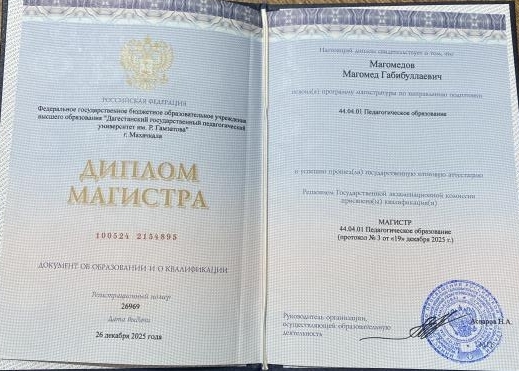 РОССИЙСКАЯ ФЕДЕРАЦИЯ
Федеральное государственное бюджетное образовательное учреждение
высшего образования "Дагестанский государственный педагогический
университет им. Р. Гамзатова"
г. Махачкала
ДИПЛОМ
МАГИСТРА
100524 2154895
ДОКУМЕНТ ОБ ОБРАЗОВАНИИ И О КВАЛИФИКАЦИИ
Регистрационный номер
26969
Дата выдачи
26 декабря 2025 года
Настоящий диплом свидетельствует о том, что
Магомедов
Магомед Габибуллаевич
освоил(а) программу магистратуры по направлению подготовки
44.04.01 Педагогическое образование
и успешно прошел(ла) государственную итоговую аттестацию
Решением Государственной экзаменационной комиссии
присвоена(ы) квалификация(и)
МАГИСТР
44.04.01 Педагогическое образование
(протокол № 3 от «19» декабря 2025 г.)
Руководитель организации,
осуществляющей образовательную
деятельность
Асваров Н.А.